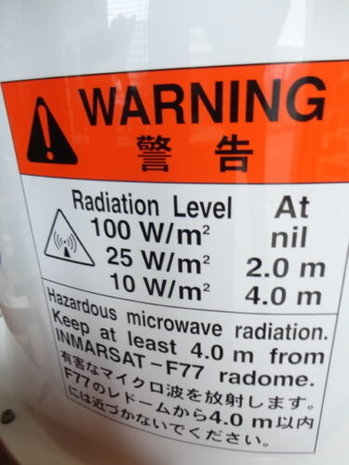 WARNING
警告
Radiation Level At
100 W/m² nil
25 W/m² 2.0 m
10 W/m² 4.0 m
Hazardous microwave radiation.
Keep at least 4.0 m from
INMARSAT-F77 radome.
有害なマイクロ波を放射します。
F77のレドームから4.0 m以内
には近づかないでください。